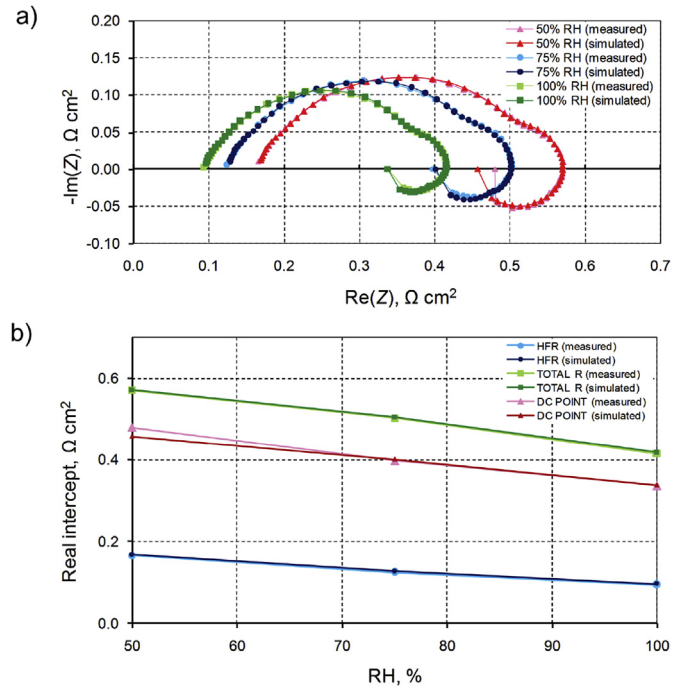 a)
50% RH (measured)
50% RH (simulated)
75% RH (measured)
75% RH (simulated)
100% RH (measured)
100% RH (simulated)
0.20
0.15
0.10
0.05
0.00
-0.05
-0.10
-Im(Z), Ω cm²
0.0 0.1 0.2 0.3 0.4 0.5 0.6 0.7
Re(Z), Ω cm²
b)
HFR (measured)
HFR (simulated)
TOTAL R (measured)
TOTAL R (simulated)
DC POINT (measured)
DC POINT (simulated)
0.6
0.4
0.2
0.0
Real intercept, Ω cm²
50 60 70 80 90 100
RH, %